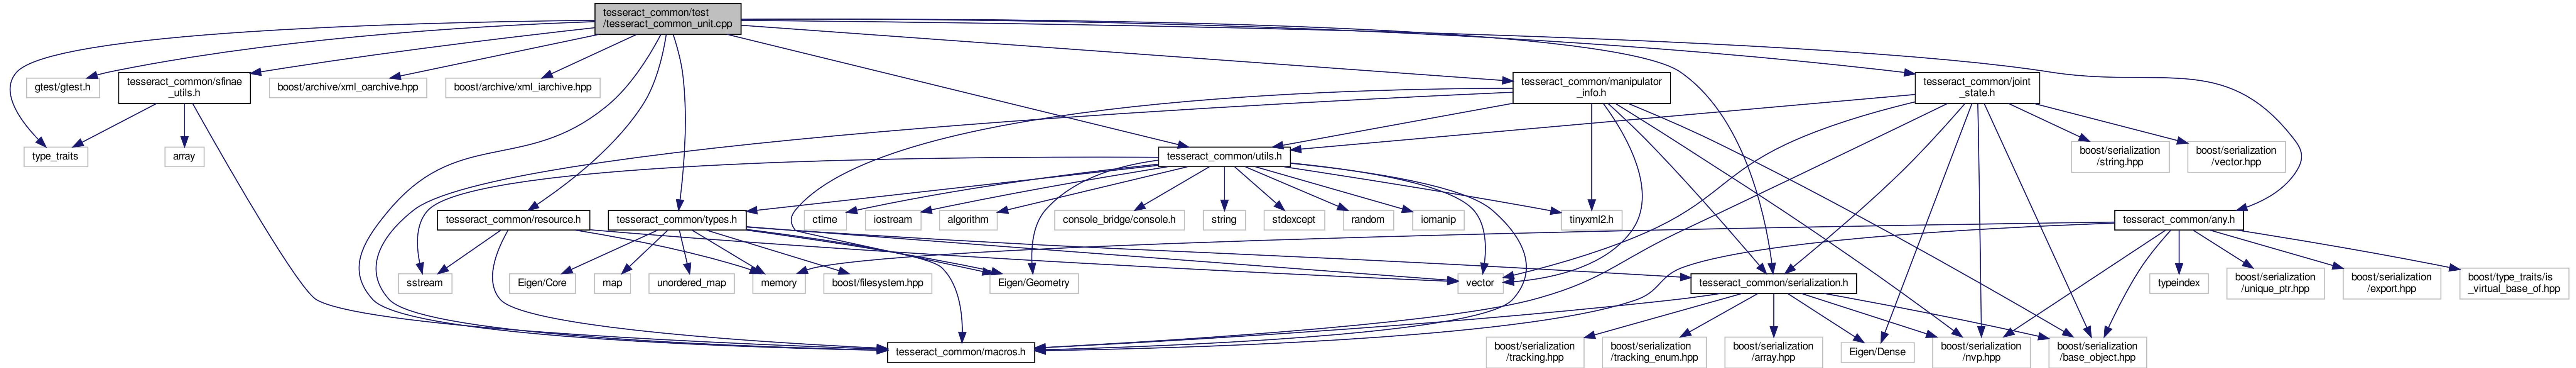 tesseract_common/test
/tesseract_common_unit.cpp
gtest/gtest.h
tesseract_common/sfinae
_utils.h
boost/archive/xml_oarchive.hpp
boost/archive/xml_iarchive.hpp
tesseract_common/manipulator
_info.h
tesseract_common/joint
_state.h
type_traits
array
tesseract_common/utils.h
boost/serialization
/string.hpp
boost/serialization
/vector.hpp
tesseract_common/resource.h
tesseract_common/types.h
ctime
iostream
algorithm
console_bridge/console.h
string
stdexcept
random
iomanip
tinyxml2.h
tesseract_common/any.h
sstream
Eigen/Core
map
unordered_map
memory
boost/filesystem.hpp
Eigen/Geometry
vector
tesseract_common/serialization.h
typeindex
boost/serialization
/unique_ptr.hpp
boost/serialization
/export.hpp
boost/type_traits/is
_virtual_base_of.hpp
tesseract_common/macros.h
boost/serialization
/tracking.hpp
boost/serialization
/tracking_enum.hpp
boost/serialization
/array.hpp
Eigen/Dense
boost/serialization
/nvp.hpp
boost/serialization
/base_object.hpp